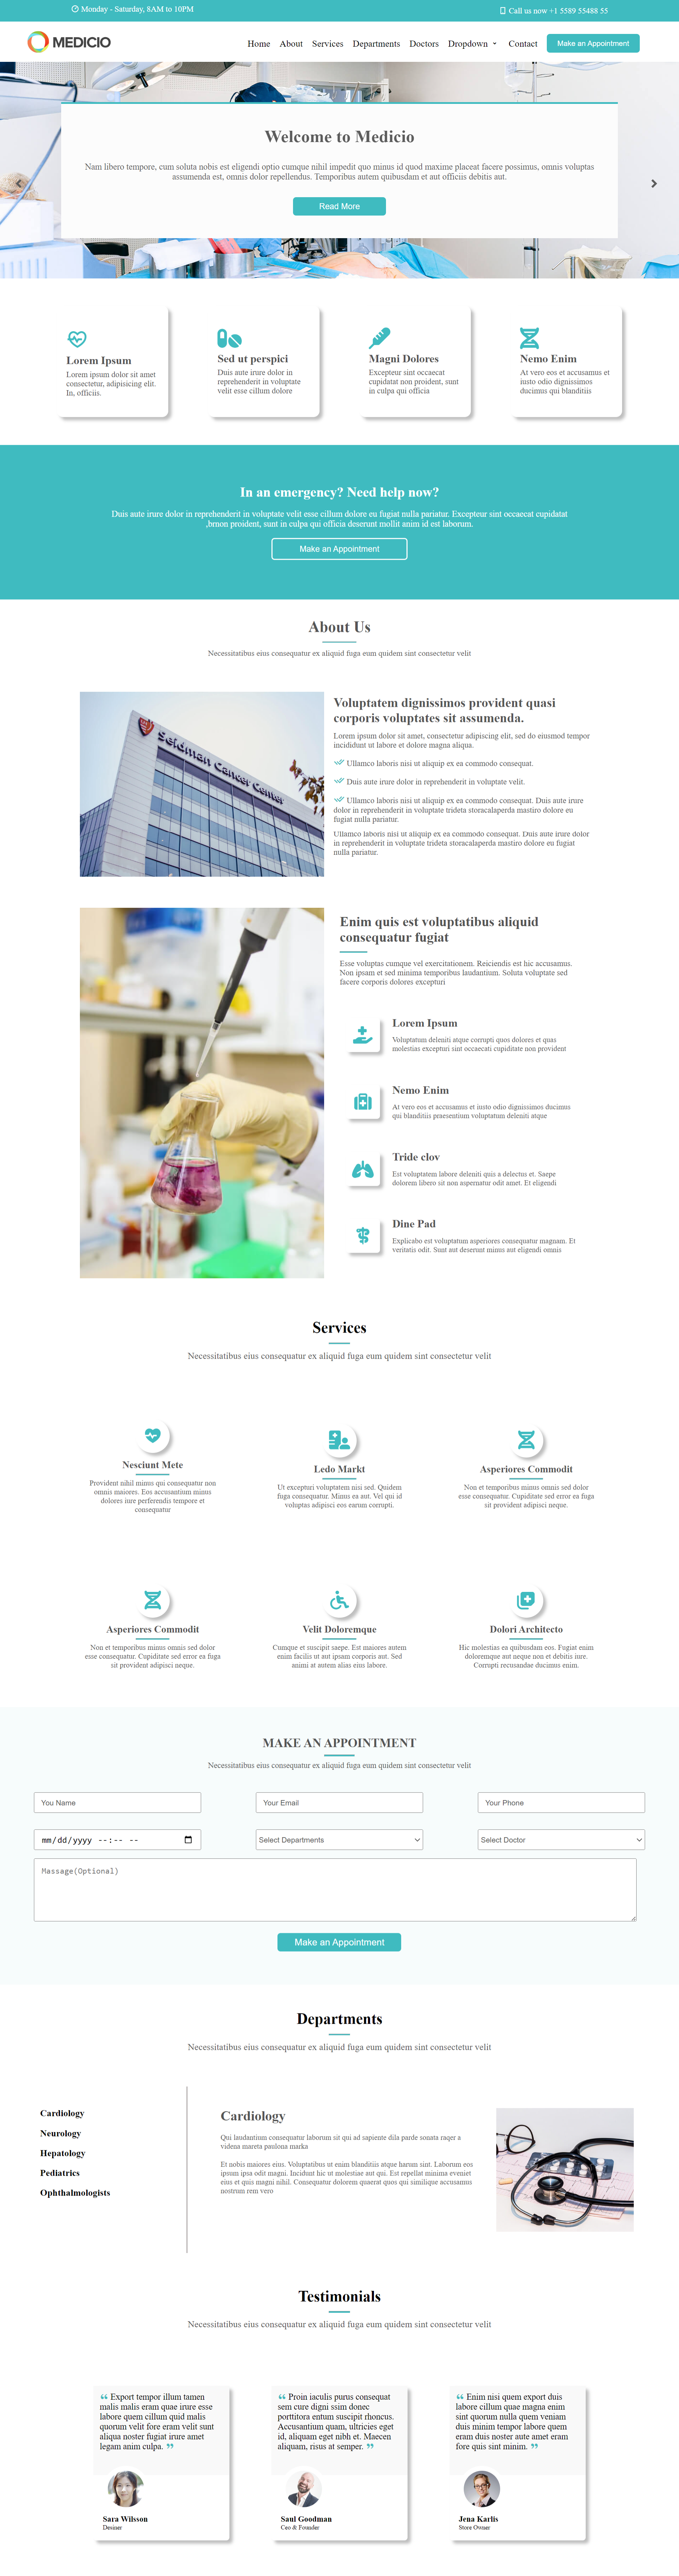 Monday - Saturday, 8AM to 10PM
Call us now +1 5589 55488 55
MEDICIO
Home About Services Departments Doctors Dropdown Contact Make an Appointment
Welcome to Medicio
Nam libero tempore, cum soluta nobis est eligendi optio cumque nihil impedit quo minus id quod maxime placeat facere possimus, omnis voluptas
assumenda est, omnis dolor repellendus. Temporibus autem quibusdam et aut officiis debitis aut.
Read More
Lorem Ipsum
Lorem ipsum dolor sit amet
consectetur, adipisicing elit.
In, officiis.
Sed ut perspici
Duis aute irure dolor in
reprehenderit in voluptate
velit esse cillum dolore
Magni Dolores
Excepteur sint occaecat
cupidatat non proident, sunt
in culpa qui officia
Nemo Enim
At vero eos et accusamus et
iusto odio dignissimos
ducimus qui blanditiis
In an emergency? Need help now?
Duis aute irure dolor in reprehenderit in voluptate velit esse cillum dolore eu fugiat nulla pariatur. Excepteur sint occaecat cupidatat
,brnon proident, sunt in culpa qui officia deserunt mollit anim id est laborum.
Make an Appointment
About Us
Necessitatibus eius consequatur ex aliquid fuga eum quidem sint consectetur velit
Seidman Cancer Center
Voluptatem dignissimos provident quasi
corporis voluptates sit assumenda.
Lorem ipsum dolor sit amet, consectetur adipiscing elit, sed do eiusmod tempor
incididunt ut labore et dolore magna aliqua.
Ullamco laboris nisi ut aliquip ex ea commodo consequat.
Duis aute irure dolor in reprehenderit in voluptate velit.
Ullamco laboris nisi ut aliquip ex ea commodo consequat. Duis aute irure
dolor in reprehenderit in voluptate trideta storacalaperda mastiro dolore eu
fugiat nulla pariatur.
Ullamco laboris nisi ut aliquip ex ea commodo consequat. Duis aute irure dolor
in reprehenderit in voluptate trideta storacalaperda mastiro dolore eu fugiat
nulla pariatur.
Enim quis est voluptatibus aliquid
consequatur fugiat
Esse voluptas cumque vel exercitationem. Reiciendis est hic accusamus.
Non ipsam et sed minima temporibus laudantium. Soluta voluptate sed
facere corporis dolores excepturi
Lorem Ipsum
Voluptatum deleniti atque corrupti quos dolores et quas
molestias excepturi sint occaecati cupiditate non provident
Nemo Enim
At vero eos et accusamus et iusto odio dignissimos ducimus
qui blanditiis praesentium voluptatum deleniti atque
Tride clov
Est voluptatem labore deleniti quis a delectus et. Saepe
dolorem libero sit non aspernatur odit amet. Et eligendi
Dine Pad
Explicabo est voluptatum asperiores consequatur magnam. Et
veritatis odit. Sunt aut deserunt minus aut eligendi omnis
Services
Necessitatibus eius consequatur ex aliquid fuga eum quidem sint consectetur velit
Nesciunt Mete
Provident nihil minus qui consequatur non
omnis maiores. Eos accusantium minus
dolores iure perferendis tempore et
consequatur
Ledo Markt
Ut excepturi voluptatem nisi sed. Quidem
fuga consequatur. Minus ea aut. Vel qui id
voluptas adipisci eos earum corrupti.
Asperiores Commodit
Non et temporibus minus omnis sed dolor
esse consequatur. Cupiditate sed error ea fuga
sit provident adipisci neque.
Asperiores Commodit
Non et temporibus minus omnis sed dolor
esse consequatur. Cupiditate sed error ea fuga
sit provident adipisci neque.
Velit Doloremque
Cumque et suscipit saepe. Est maiores autem
enim facilis ut aut ipsam corporis aut. Sed
animi at autem alias eius labore.
Dolori Architecto
Hic molestias ea quibusdam eos. Fugiat enim
doloremque aut neque non et debitis iure.
Corrupti recusandae ducimus enim.
MAKE AN APPOINTMENT
Necessitatibus eius consequatur ex aliquid fuga eum quidem sint consectetur velit
You Name
Your Email
Your Phone
mm/dd/yyyy --:-- --
Select Departments
Select Doctor
Massage(Optional)
Make an Appointment
Departments
Necessitatibus eius consequatur ex aliquid fuga eum quidem sint consectetur velit
Cardiology
Neurology
Hepatology
Pediatrics
Ophthalmologists
Cardiology
Qui laudantium consequatur laborum sit qui ad sapiente dila parde sonata raqer a
videna mareta paulona marka
Et nobis maiores eius. Voluptatibus ut enim blanditiis atque harum sint. Laborum eos
ipsum ipsa odit magni. Incidunt hic ut molestiae aut qui. Est repellat minima eveniet
eius et quis magni nihil. Consequatur dolorem quaerat quos qui similique accusamus
nostrum rem vero
Testimonials
Necessitatibus eius consequatur ex aliquid fuga eum quidem sint consectetur velit
Export tempor illum tamen
malis malis eram quae irure esse
labore quem cillum quid malis
quorum velit fore eram velit sunt
aliqua noster fugiat irure amet
legam anim culpa.
Sara Wilsson
Desiner
Proin iaculis purus consequat
sem cure digni ssim donec
porttitora entum suscipit rhoncus.
Accusantium quam, ultricies eget
id, aliquam eget nibh et. Maecen
aliquam, risus at semper.
Saul Goodman
Ceo & Founder
Enim nisi quem export duis
labore cillum quae magna enim
sint quorum nulla quem veniam
duis minim tempor labore quem
eram duis noster aute amet eram
fore quis sint minim.
Jena Karlis
Store Owner